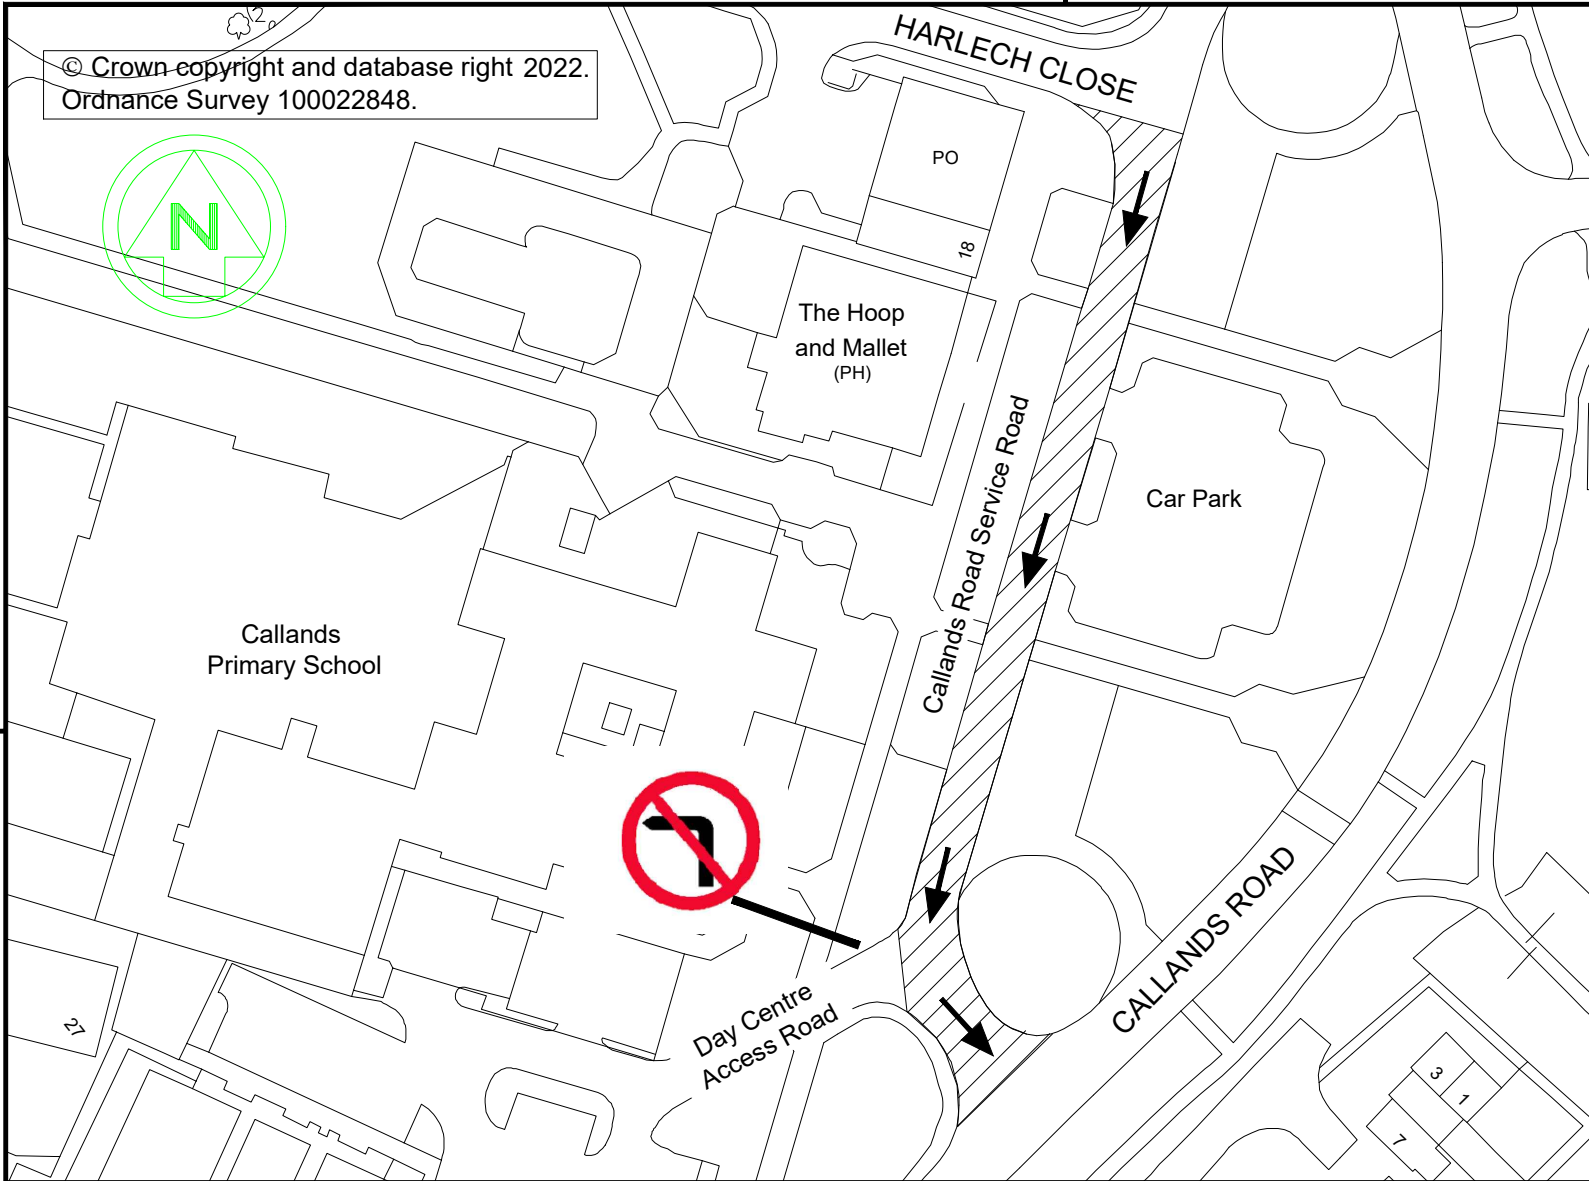 2.
© Crown copyright and database right 2022.
Ordnance Survey 100022848.
HARLECH CLOSE
N
PO
18
The Hoop
and Mallet
(PH)
Callands Road Service Road
Car Park
Callands
Primary School
CALLANDS ROAD
Day Centre
Access Road
27
3
1
7